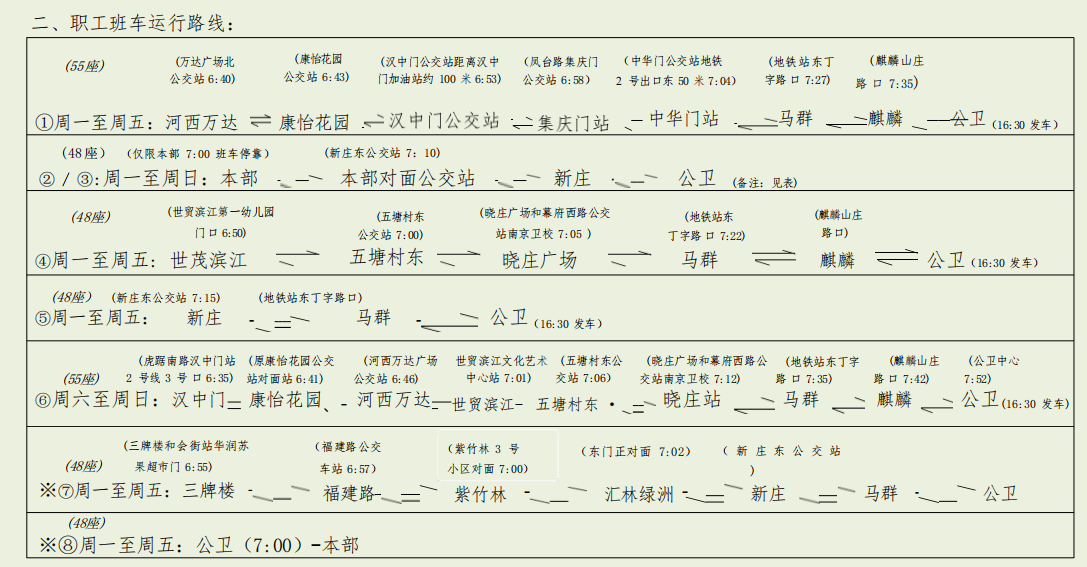 二、职工班车运行路线:
(55座) (万达广场北 (康怡花园 (汉中门公交站距离汉中 (凤台路集庆门 (中华门公交站地铁 (地铁站东丁 (麒麟山庄
公交站 6:40) 公交站 6:43) 门加油站约 100 米 6:53) 公交站 6:58) 2 号出口东 50 米 7:04) 字路口 7:27) 路口 7:35)
①周一至周五: 河西万达 ⇌ 康怡花园 ⇌ 汉中门公交站 ⇌ 集庆门站 ⇌ 中华门站 ⇌ 马群 ⇌ 麒麟 ⇌ 公卫 (16:30 发车)
(48座) (仅限本部 7:00 班车停靠) (新庄东公交站 7: 10)
② / ③:周一至周日: 本部 ⇌ 本部对面公交站 ⇌ 新庄 ⇌ 公卫 (备注: 见表)
(48座) (世贸滨江第一幼儿园 (五塘村东 (晓庄广场和幕府西路公交 (地铁站东 (麒麟山庄
门口 6:50) 公交站 7:00) 站南京卫校 7:05 ) 丁字路口 7:22) 路口)
④周一至周五: 世茂滨江 ⇌ 五塘村东 ⇌ 晓庄广场 ⇌ 马群 ⇌ 麒麟 ⇌ 公卫 (16:30 发车)
(48座) (新庄东公交站 7:15) (地铁站东丁字路口)
⑤周一至周五: 新庄 ⇌ 马群 ⇌ 公卫 (16:30 发车)
(虎踞南路汉中门站 (原康怡花园公交 (河西万达广场 世贸滨江文化艺术 (五塘村东公 (晓庄广场和幕府西路公 (地铁站东丁字 (麒麟山庄 (公卫中心
(55座) 2 号线 3 号口 6:35) 站对面站 6:41) 公交站 6:46) 中心站 7:01) 交站 7:06) 交站南京卫校 7:12) 路口 7:35) 路口 7:42) 7:52)
⑥周六至周日: 汉中门 ⇌ 康怡花园 ⇌ 河西万达 ⇌ 世贸滨江 ⇌ 五塘村东 ⇌ 晓庄站 ⇌ 马群 ⇌ 麒麟 ⇌ 公卫 (16:30 发车)
(三牌楼和会街站华润苏 (福建路公交 (紫竹林 3 号 (东门正对面 7:02) ( 新庄东公交站
(48座) 果超市门 6:55) 车站 6:57) 小区对面 7:00) )
※⑦周一至周五: 三牌楼 ⇌ 福建路 ⇌ 紫竹林 ⇌ 汇林绿洲 ⇌ 新庄 ⇌ 马群 ⇌ 公卫
(48座)
※⑧周一至周五: 公卫 (7:00) -本部